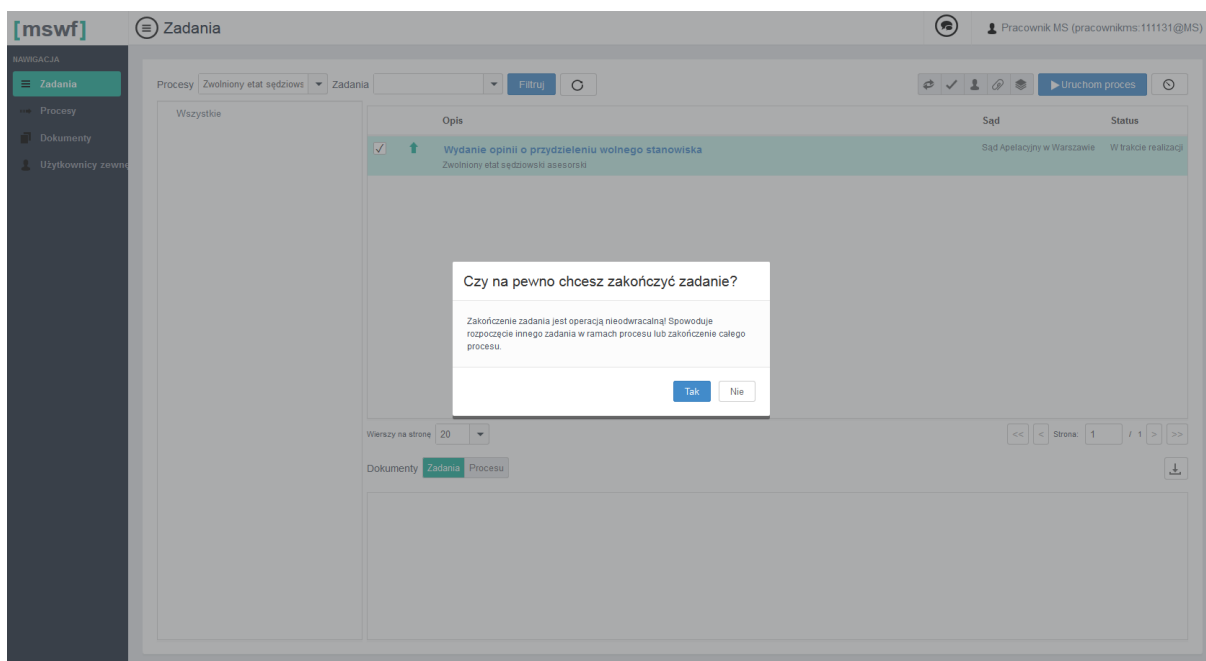 [mswf]
Zadania
Pracownik MS (pracownikms:111131@MS)
NAWIGACJA
Zadania
Procesy
Dokumenty
Użytkownicy zewnę
Procesy Zwolniony etat sędziows Zadania Filtruj Uruchom proces
Wszystkie
Opis Sąd Status
Wydanie opinii o przydzieleniu wolnego stanowiska Sąd Apelacyjny w Warszawie W trakcie realizacji
Zwolniony etat sędziowski asesorski
Czy na pewno chcesz zakończyć zadanie?
Zakończenie zadania jest operacją nieodwracalną! Spowoduje
rozpoczęcie innego zadania w ramach procesu lub zakończenie całego
procesu.
Tak Nie
Wierszy na stronę 20 << < Strona: 1 / 1 > >>
Dokumenty Zadania Procesu